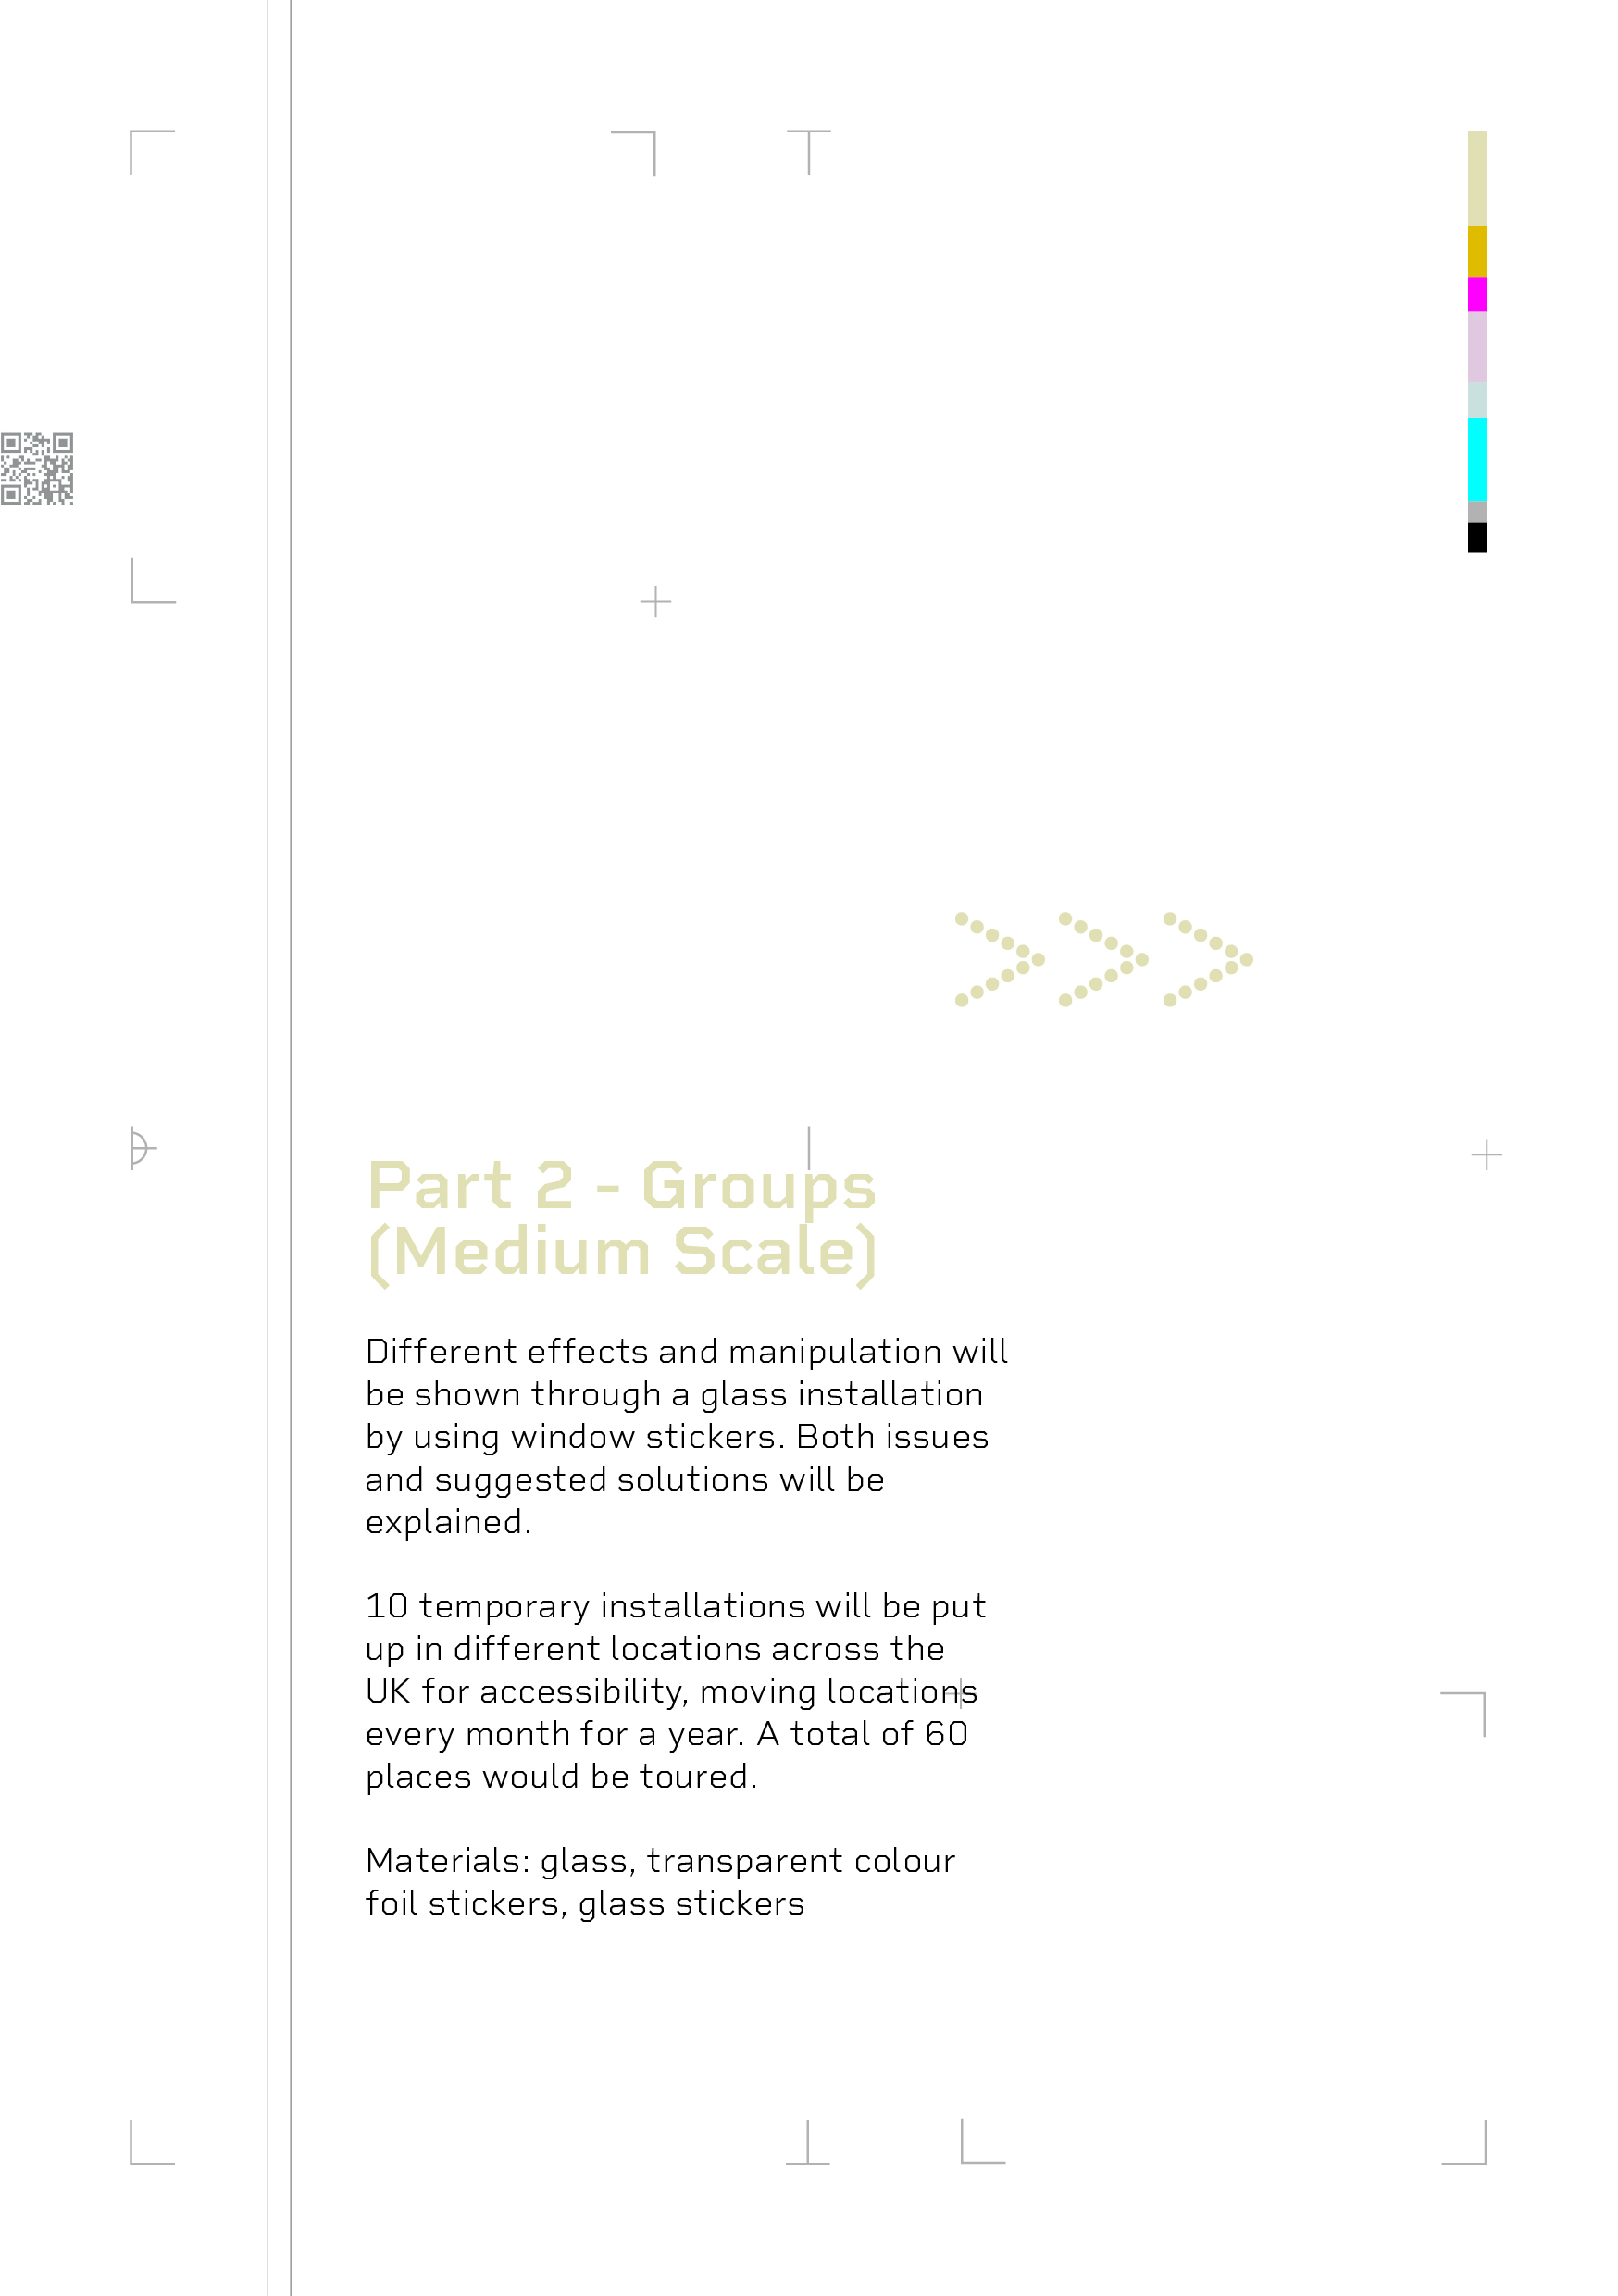 Part 2 - Groups
(Medium Scale)
Different effects and manipulation will
be shown through a glass installation
by using window stickers. Both issues
and suggested solutions will be
explained.
10 temporary installations will be put
up in different locations across the
UK for accessibility, moving locations
every month for a year. A total of 60
places would be toured.
Materials: glass, transparent colour
foil stickers, glass stickers